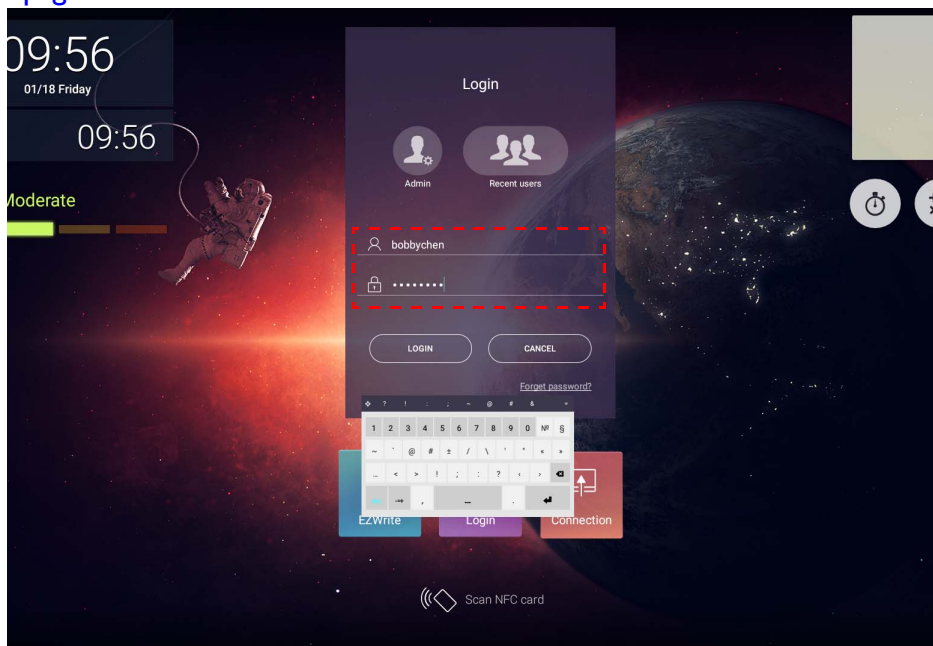 09:56
01/18 Friday
09:56
Moderate
Login
Admin
Recent users
bobbychen
••••••••
LOGIN
CANCEL
Forget password?
? ! : ; ~ @ # &
1 2 3 4 5 6 7 8 9 0 № §
~ ` @ # ± / \ ' " « »
_ < > ! ; : ? ‹ ›
, .
EZWrite
Login
Connection
Scan NFC card